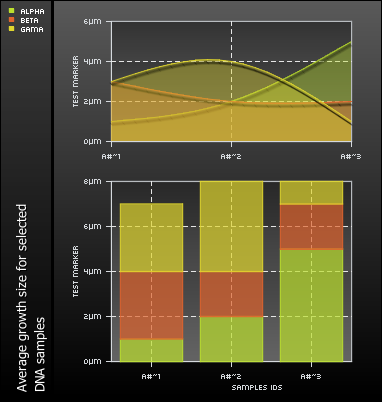 ALPHA
BETA
GAMA
6µm
4µm
2µm
0µm
TEST MARKER
A#~1
A#~2
A#~3
8µm
6µm
4µm
2µm
0µm
TEST MARKER
A#~1
A#~2
A#~3
SAMPLES IDS
Average growth size for selected
DNA samples